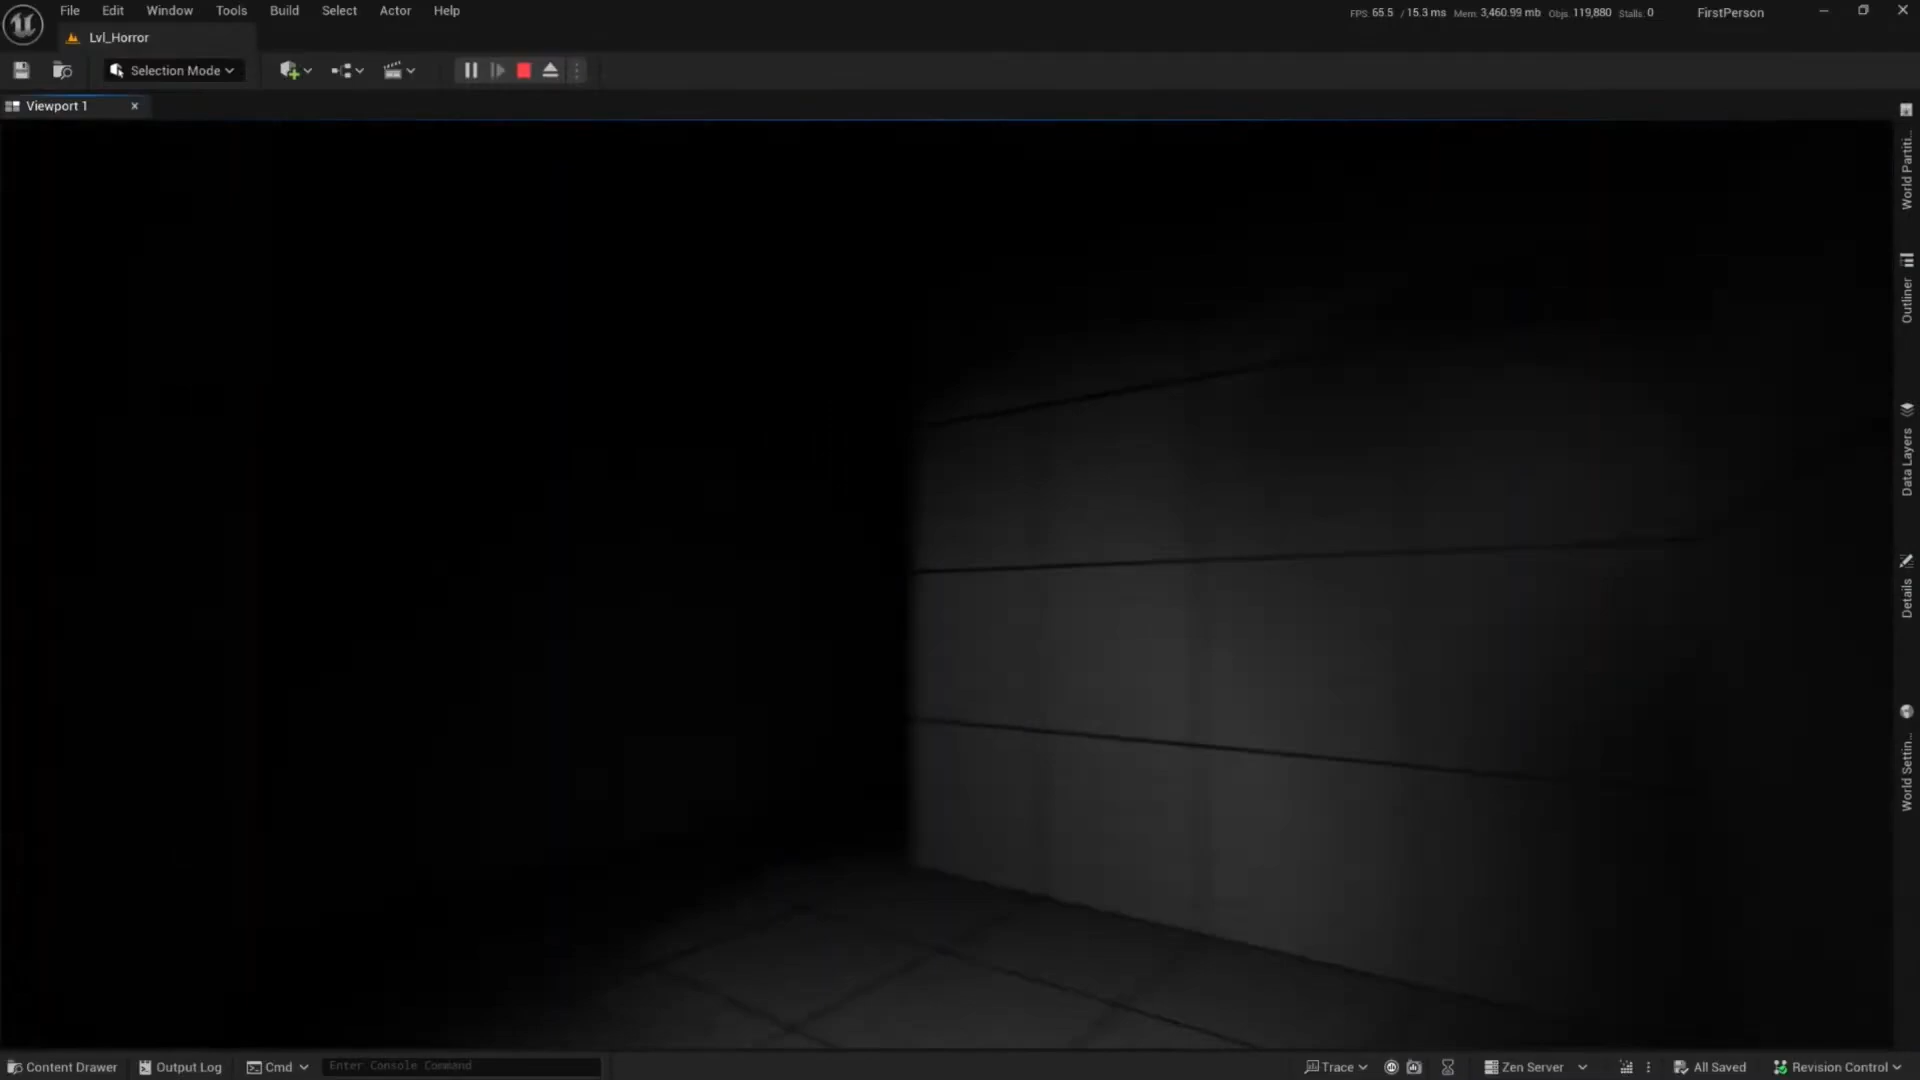 File Edit Window Tools Build Select Actor Help
FPS: 65.5 / 15.3 ms Mem: 3,460.99 mb Objs: 119,880 Stalls: 0
FirstPerson
Lvl_Horror
Selection Mode
Viewport 1
World Partiti...
Outliner
Data Layers
Details
World Settin...
Content Drawer
Output Log
Cmd
Enter Console Command
Trace
Zen Server
All Saved
Revision Control